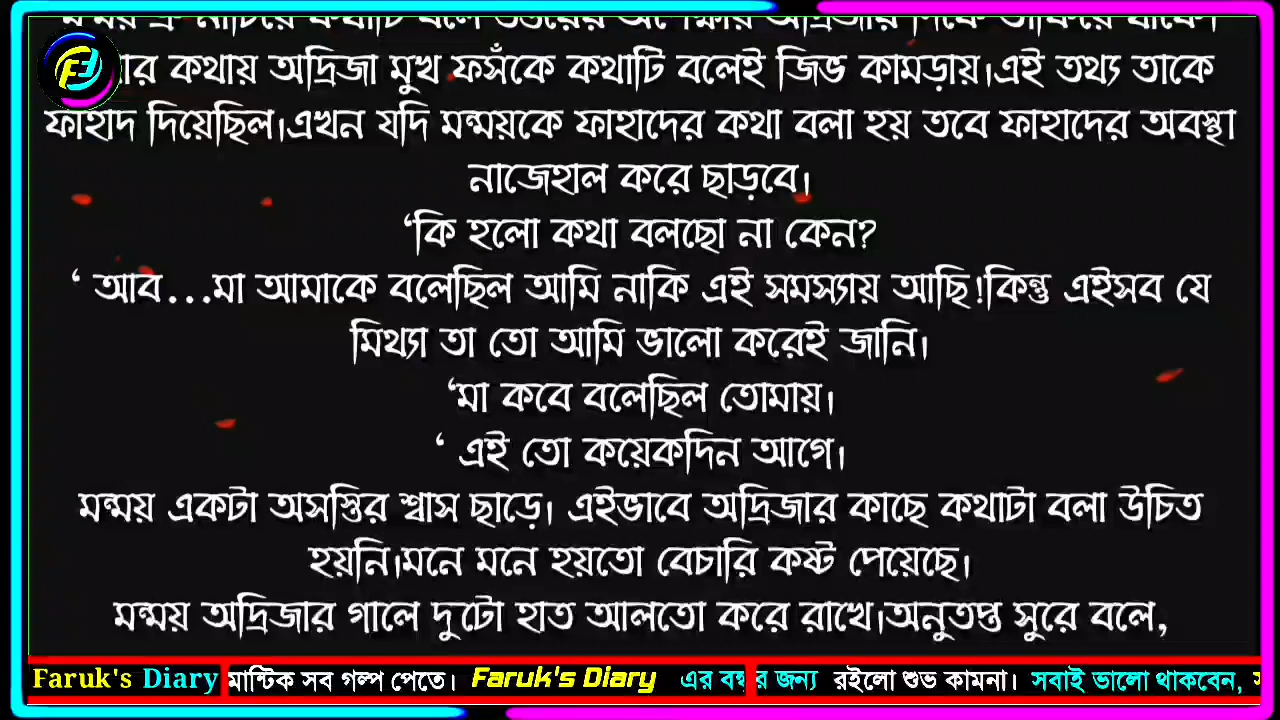 কথাটি বলে
কথায় অদ্রিজা মুখ ফসঁকে কথাটি বলেই জিভ কামড়ায়।এই তথ্য তাকে
ফাহাদ দিয়েছিল।এখন যদি মন্ময়কে ফাহাদের কথা বলা হয় তবে ফাহাদের অবস্থা
নাজেহাল করে ছাড়বে।
‘কি হলো কথা বলছো না কেন?
‘ আব...মা আমাকে বলেছিল আমি নাকি এই সমস্যায় আছি!কিন্তু এইসব যে
মিথ্যা তা তো আমি ভালো করেই জানি।
‘মা কবে বলেছিল তোমায়।
‘ এই তো কয়েকদিন আগে।
মন্ময় একটা অসস্তির শ্বাস ছাড়ে। এইভাবে অদ্রিজার কাছে কথাটা বলা উচিত
হয়নি।মনে মনে হয়তো বেচারি কষ্ট পেয়েছে।
মন্ময় অদ্রিজার গালে দুটো হাত আলতো করে রাখে।অনুতপ্ত সুরে বলে,
Faruk's Diary মান্টিক সব গল্প পেতে। Faruk's Diary এর বন্ধু র জন্য রইলো শুভ কামনা। সবাই ভালো থাকবেন,